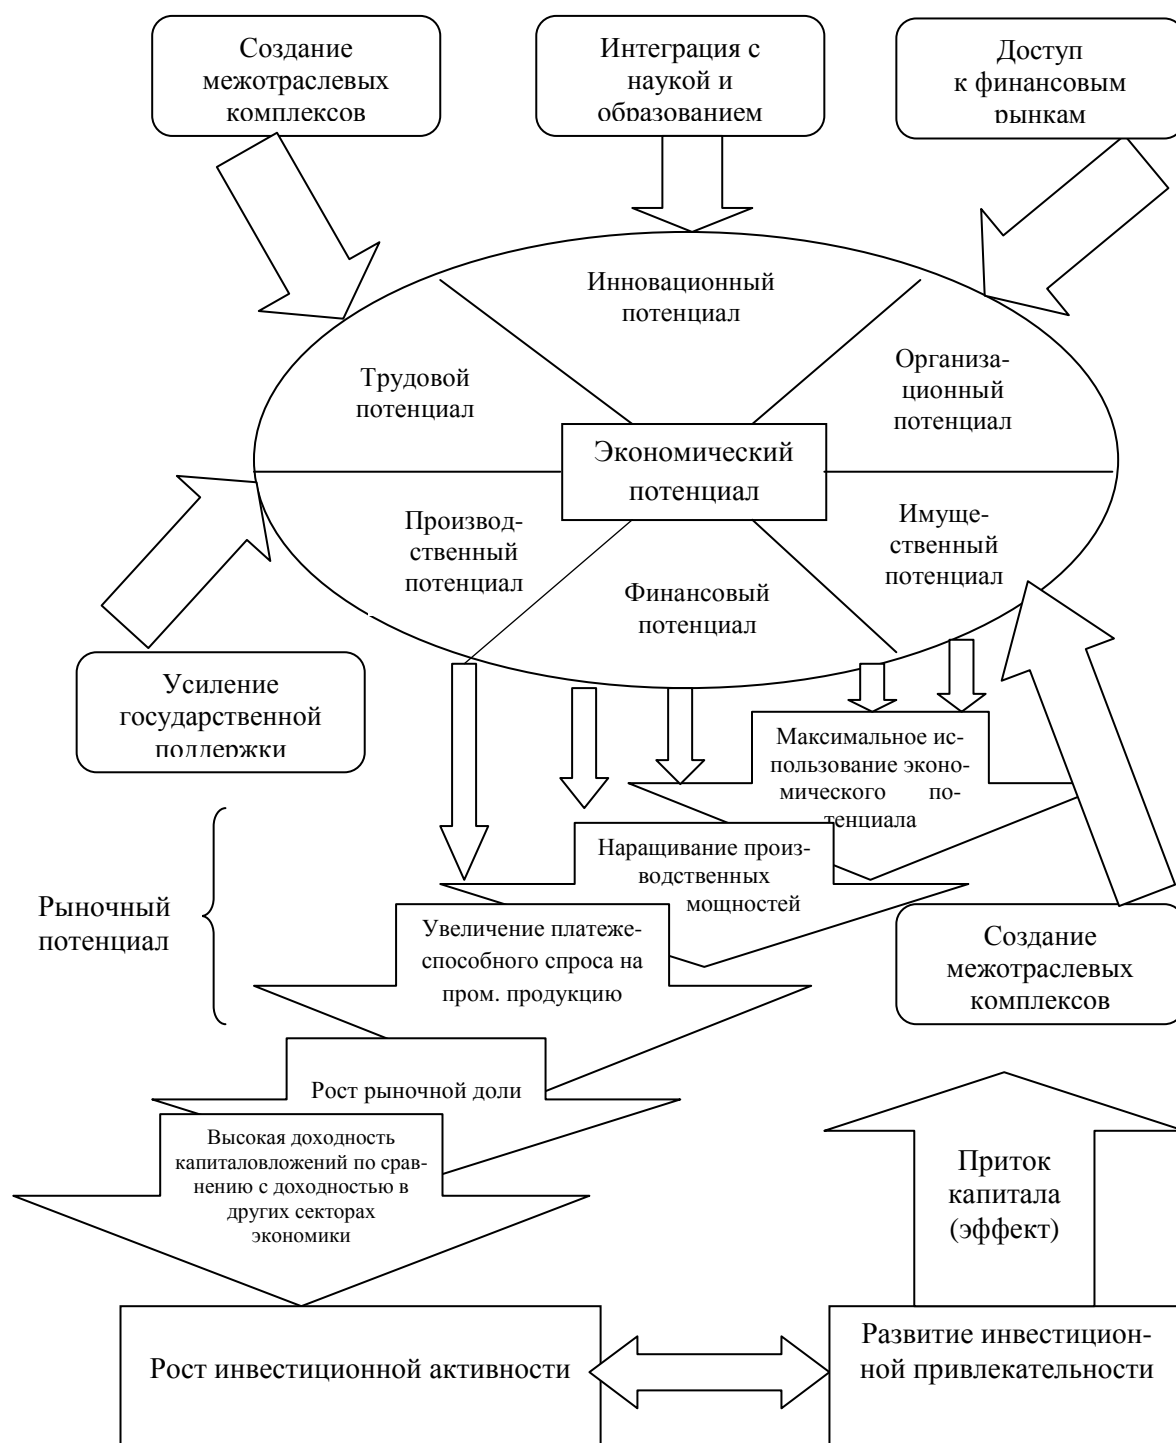 Создание
межотраслевых
комплексов
Интеграция с
наукой и
образованием
Доступ
к финансовым
рынкам
Инновационный
потенциал
Трудовой
потенциал
Организа-
ционный
потенциал
Экономический
потенциал
Производ-
ственный
потенциал
Имуще-
ственный
потенциал
Финансовый
потенциал
Усиление
государственной
поддержки
Максимальное ис-
пользование эконо-
мического по-
тенциала
Наращивание произ-
водственных
мощностей
Рыночный
потенциал
Увеличение платеже-
способного спроса на
пром. продукцию
Создание
межотраслевых
комплексов
Рост рыночной доли
Высокая доходность
капиталовложений по срав-
нению с доходностью в
других секторах
экономики
Приток
капитала
(эффект)
Рост инвестиционной активности
Развитие инвестицион-
ной привлекательности